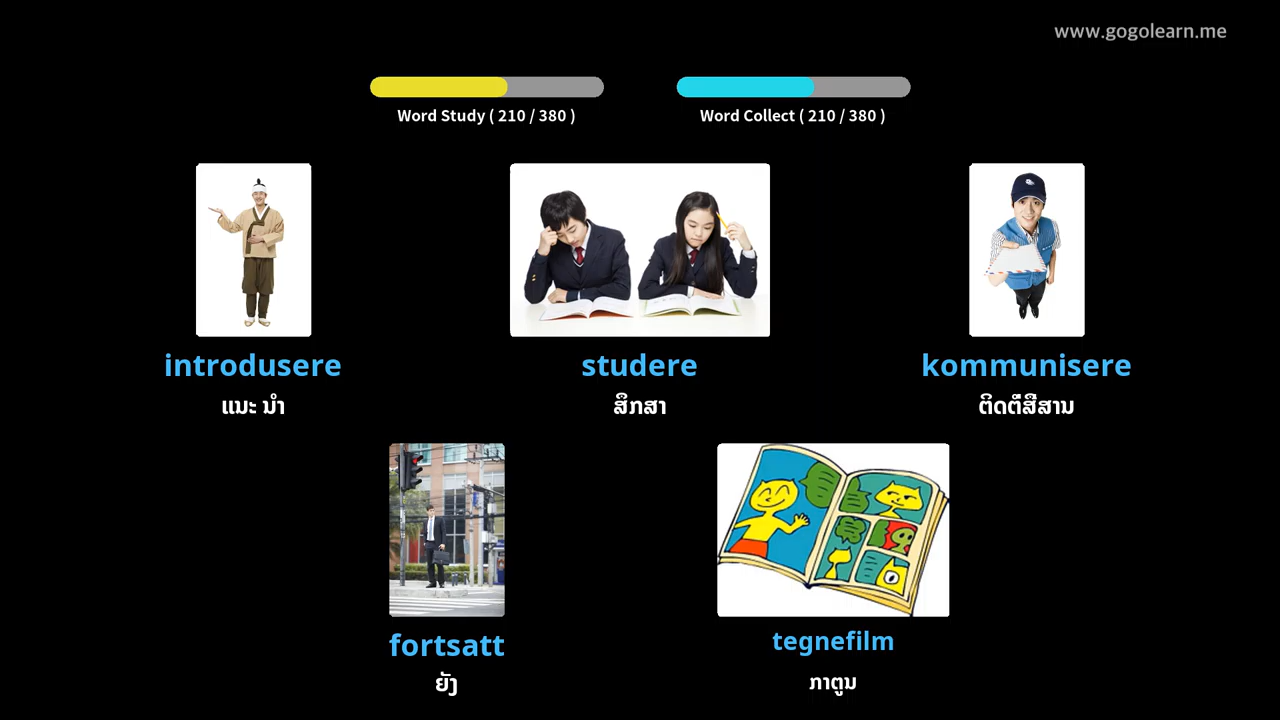 www.gogolearn.me
Word Study ( 210 / 380 )
Word Collect ( 210 / 380 )
introdusere
studere
kommunisere
ແນະ ນຳ
ສຶກສາ
ຕິດຕໍ່ສື່ສານ
fortsatt
tegnefilm
ຍັງ
ກາຕູນ